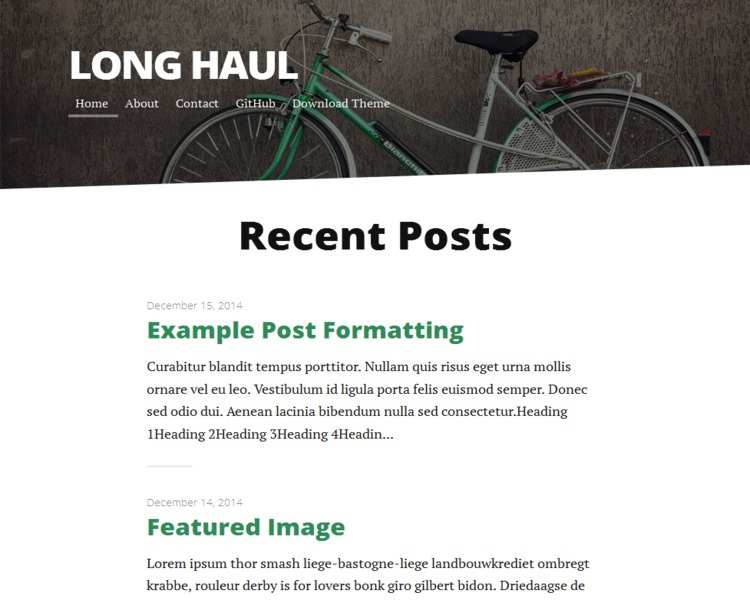 LONG HAUL
Home About Contact GitHub Download Theme
Bianchi
Recent Posts
December 15, 2014
Example Post Formatting
Curabitur blandit tempus porttitor. Nullam quis risus eget urna mollis
ornare vel eu leo. Vestibulum id ligula porta felis euismod semper. Donec
sed odio dui. Aenean lacinia bibendum nulla sed consectetur.Heading
1Heading 2Heading 3Heading 4Headin...
December 14, 2014
Featured Image
Lorem ipsum thor smash liege-bastogne-liege landbouwkrediet ombregt
krabbe, rouleur derby is for lovers bonk giro gilbert bidon. Driedaagse de